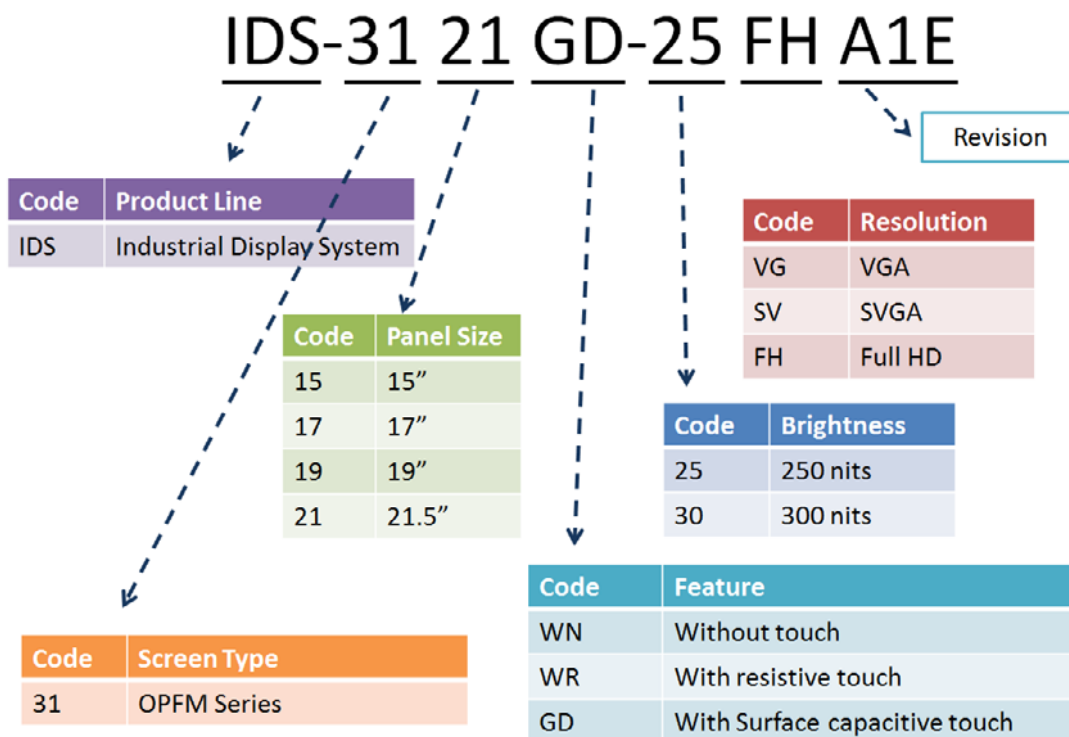 IDS-31 21 GD-25 FH A1E
Revision
Code Product Line
IDS Industrial Display System
Code Resolution
VG VGA
SV SVGA
FH Full HD
Code Panel Size
15 15”
17 17”
19 19”
21 21.5”
Code Brightness
25 250 nits
30 300 nits
Code Feature
WN Without touch
WR With resistive touch
GD With Surface capacitive touch
Code Screen Type
31 OPFM Series